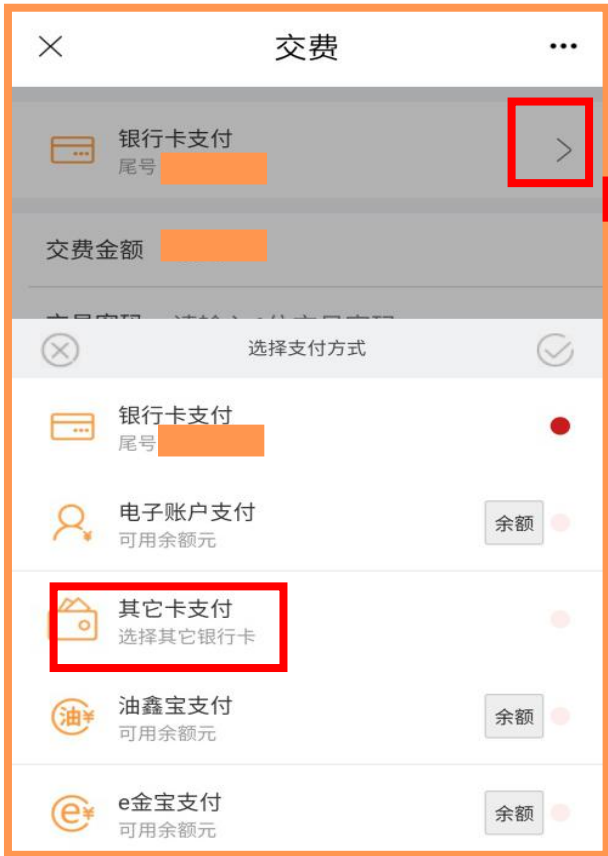 交费
银行卡支付
尾号
交费金额
选择支付方式
银行卡支付
尾号
电子账户支付
可用余额元
余额
其它卡支付
选择其它银行卡
油¥
油鑫宝支付
可用余额元
余额
e¥
e金宝支付
可用余额元
余额